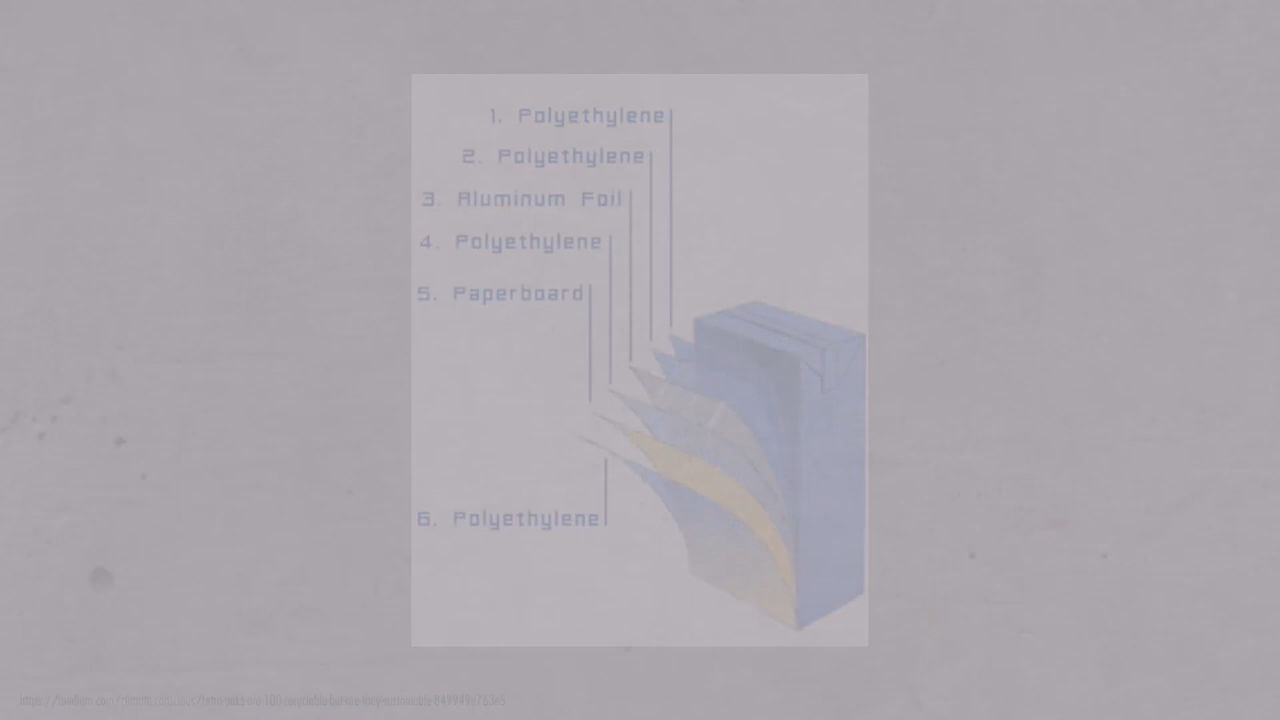 1. Polyethylene
2. Polyethylene
3. Aluminum Foil
4. Polyethylene
5. Paperboard
6. Polyethylene